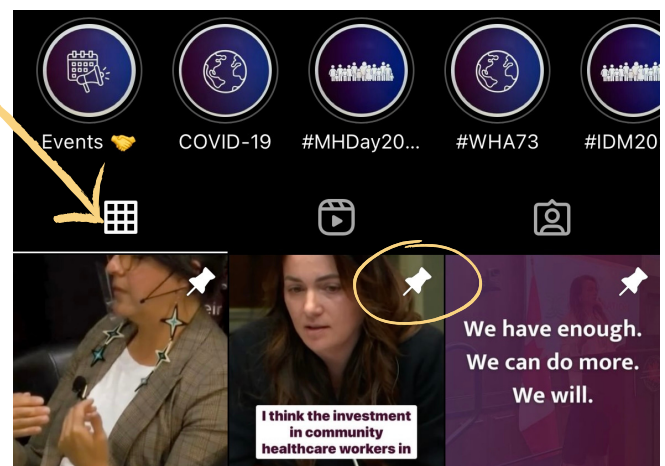 Events 🤝
COVID-19
#MHDay20...
#WHA73
#IDM20
We have enough.
We can do more.
We will.
I think the investment
in community
healthcare workers in